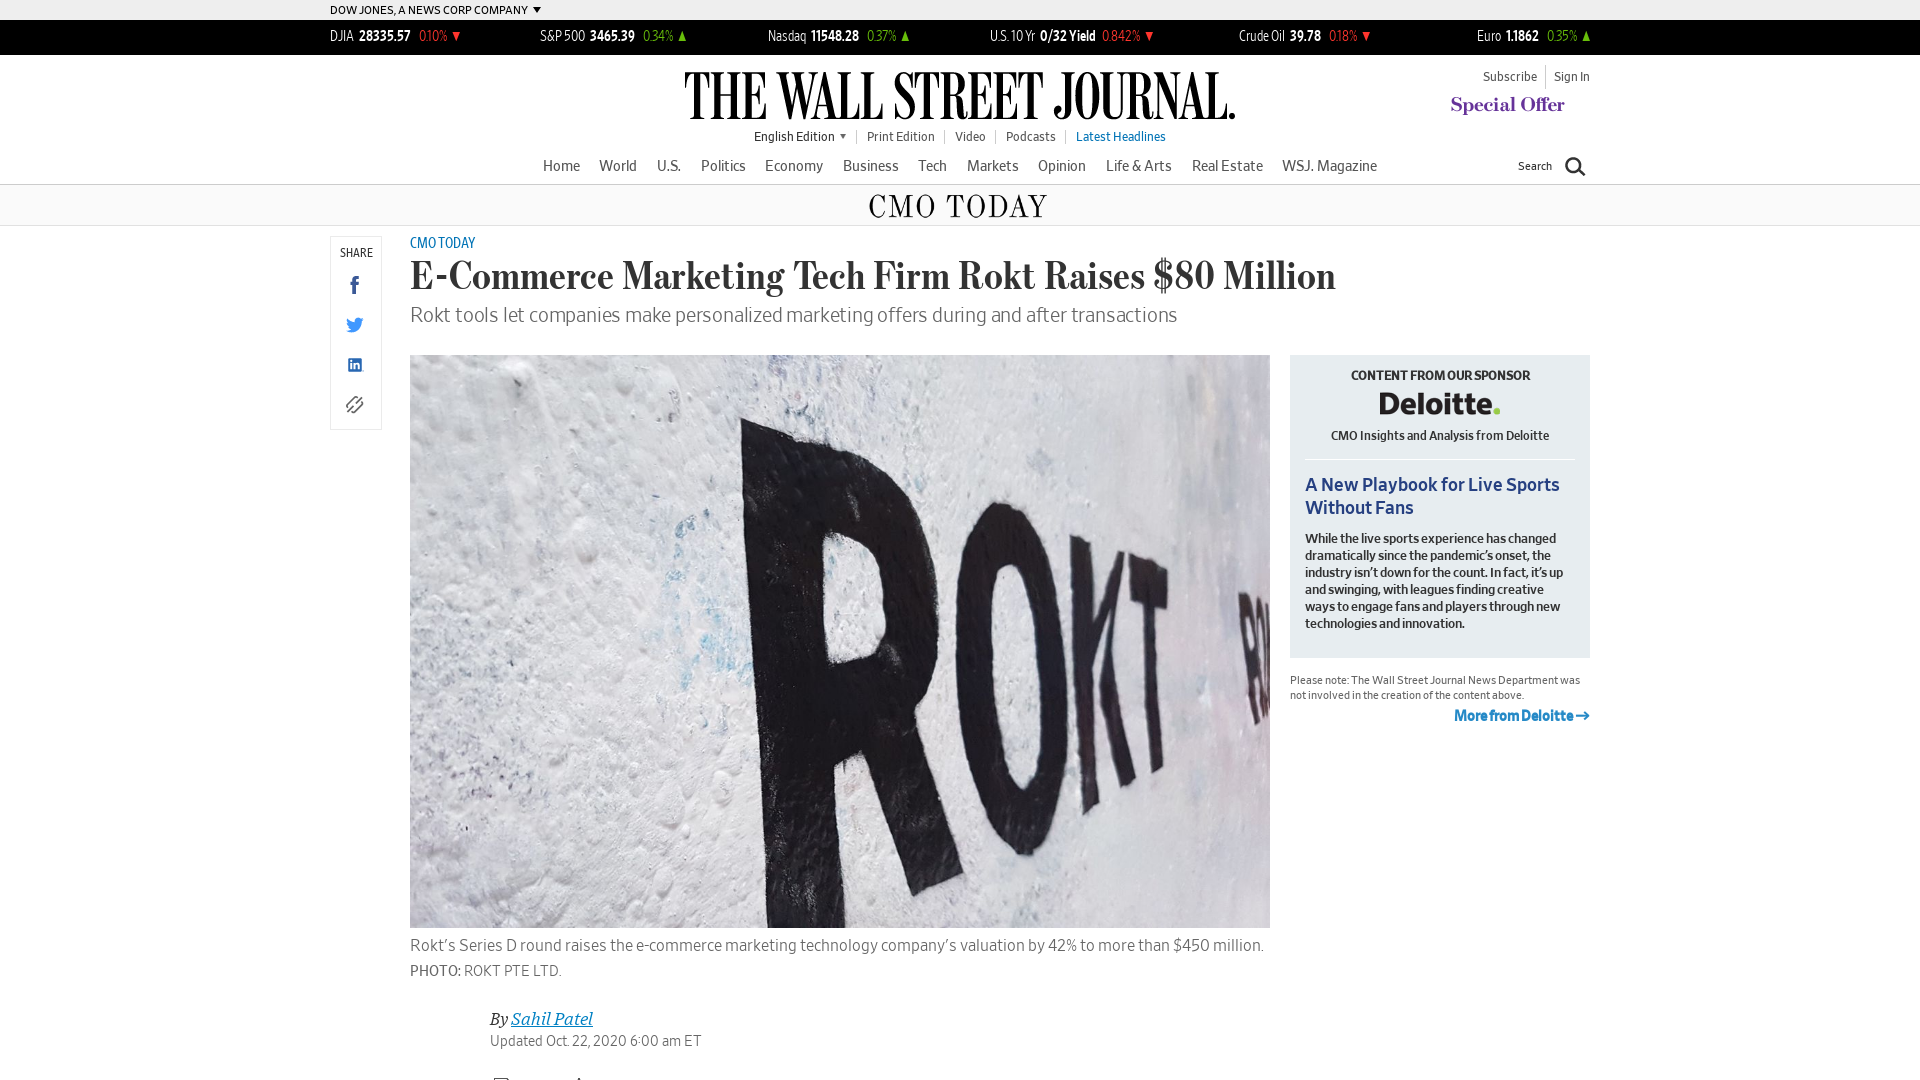 DOW JONES, A NEWS CORP COMPANY
DJIA 28335.57 0.10%
S&P 500 3465.39 0.34%
Nasdaq 11548.28 0.37%
U.S. 10 Yr 0/32 Yield 0.842%
Crude Oil 39.78 0.18%
Euro 1.1862 0.35%
THE WALL STREET JOURNAL.
Subscribe Sign In
Special Offer
English Edition Print Edition Video Podcasts Latest Headlines
Home World U.S. Politics Economy Business Tech Markets Opinion Life & Arts Real Estate WSJ. Magazine
Search
CMO TODAY
SHARE
CMO TODAY
E-Commerce Marketing Tech Firm Rokt Raises $80 Million
Rokt tools let companies make personalized marketing offers during and after transactions
ROKT
Rokt’s Series D round raises the e-commerce marketing technology company’s valuation by 42% to more than $450 million.
PHOTO: ROKT PTE LTD.
By Sahil Patel
Updated Oct. 22, 2020 6:00 am ET
CONTENT FROM OUR SPONSOR
Deloitte.
CMO Insights and Analysis from Deloitte
A New Playbook for Live Sports
Without Fans
While the live sports experience has changed
dramatically since the pandemic’s onset, the
industry isn’t down for the count. In fact, it’s up
and swinging, with leagues finding creative
ways to engage fans and players through new
technologies and innovation.
Please note: The Wall Street Journal News Department was
not involved in the creation of the content above.
More from Deloitte →